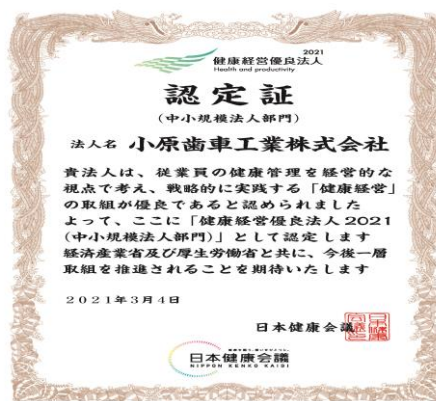 2021
健康経営優良法人
Health and productivity
認定証
(中小規模法人部門)
法人名 小原歯車工業株式会社
貴法人は、従業員の健康管理を経営的な
視点で考え、戦略的に実践する「健康経営」
の取組が優良であると認められました
よって、ここに「健康経営優良法人2021
(中小規模法人部門)」として認定します
経済産業省及び厚生労働省と共に、今後一層
取組を推進されることを期待いたします
2021年3月4日
日本健康会議
日本健康会議
NIPPON KENKO KAIGI